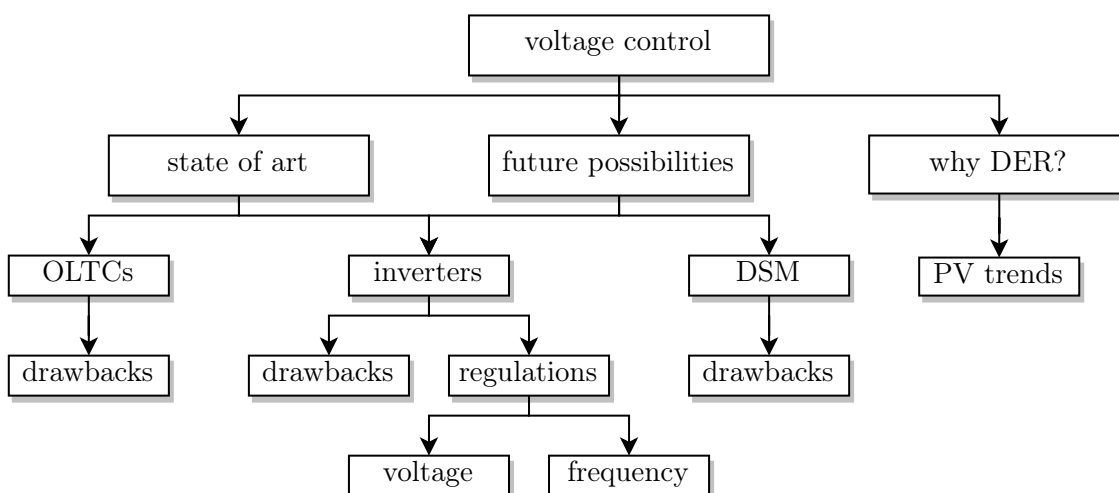 voltage control
state of art
future possibilities
why DER?
OLTCs
inverters
DSM
PV trends
drawbacks
drawbacks
regulations
drawbacks
voltage
frequency